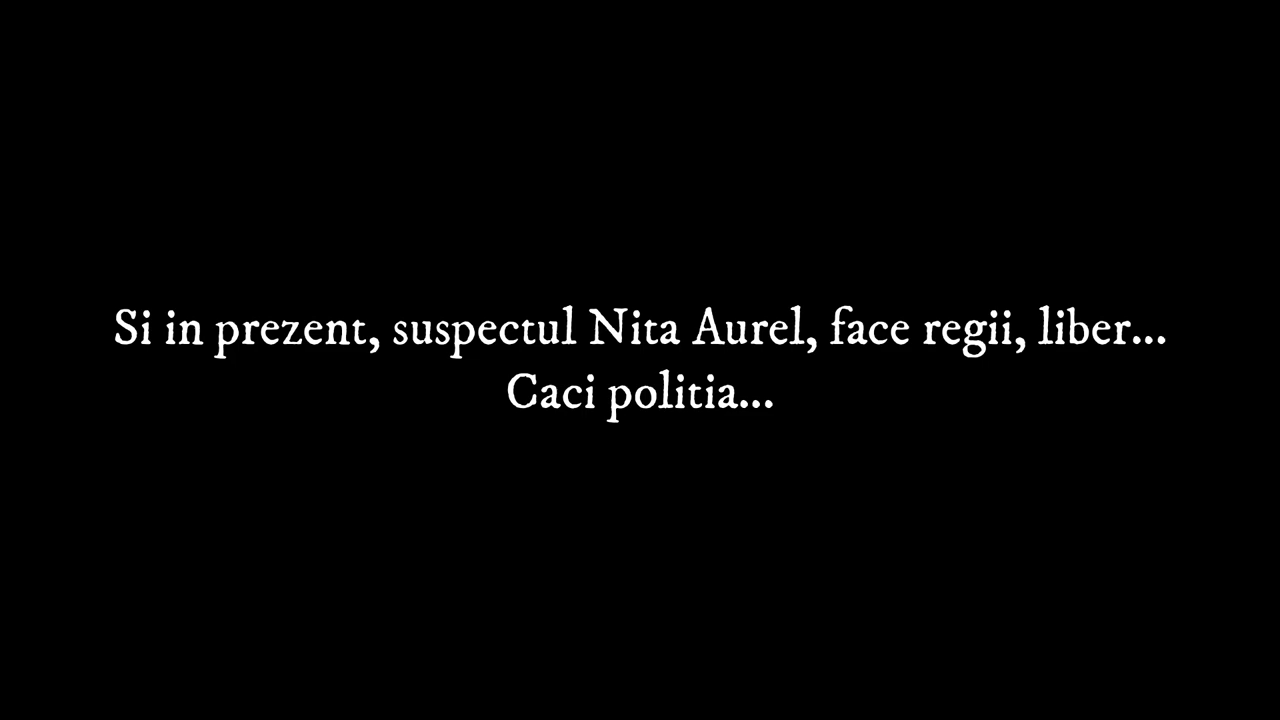 Si in prezent, suspectul Nita Aurel, face regii, liber...
Caci politia...